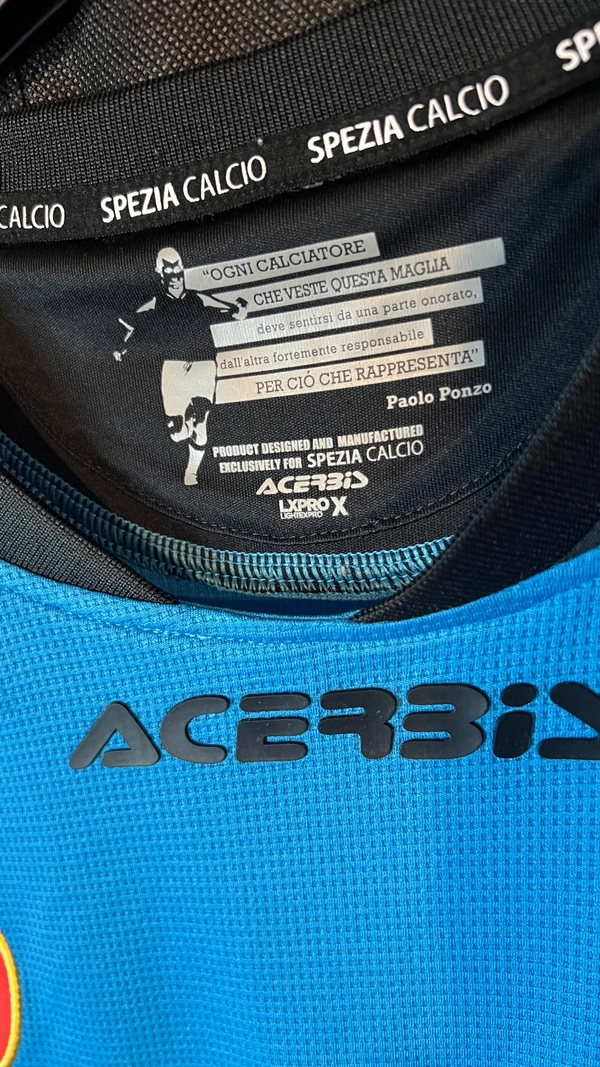 CALCIO SPEZIA CALCIO SPEZIA CALCIO SP
"OGNI CALCIATORE
CHE VESTE QUESTA MAGLIA
deve sentirsi da una parte onorato,
dall'altra fortemente responsabile
PER CIÓ CHE RAPPRESENTA"
Paolo Ponzo
PRODUCT DESIGNED AND MANUFACTURED
EXCLUSIVELY FOR SPEZIA CALCIO
ACERBIS
LXPRO X
LIGHTEXPRO
ACERBIS